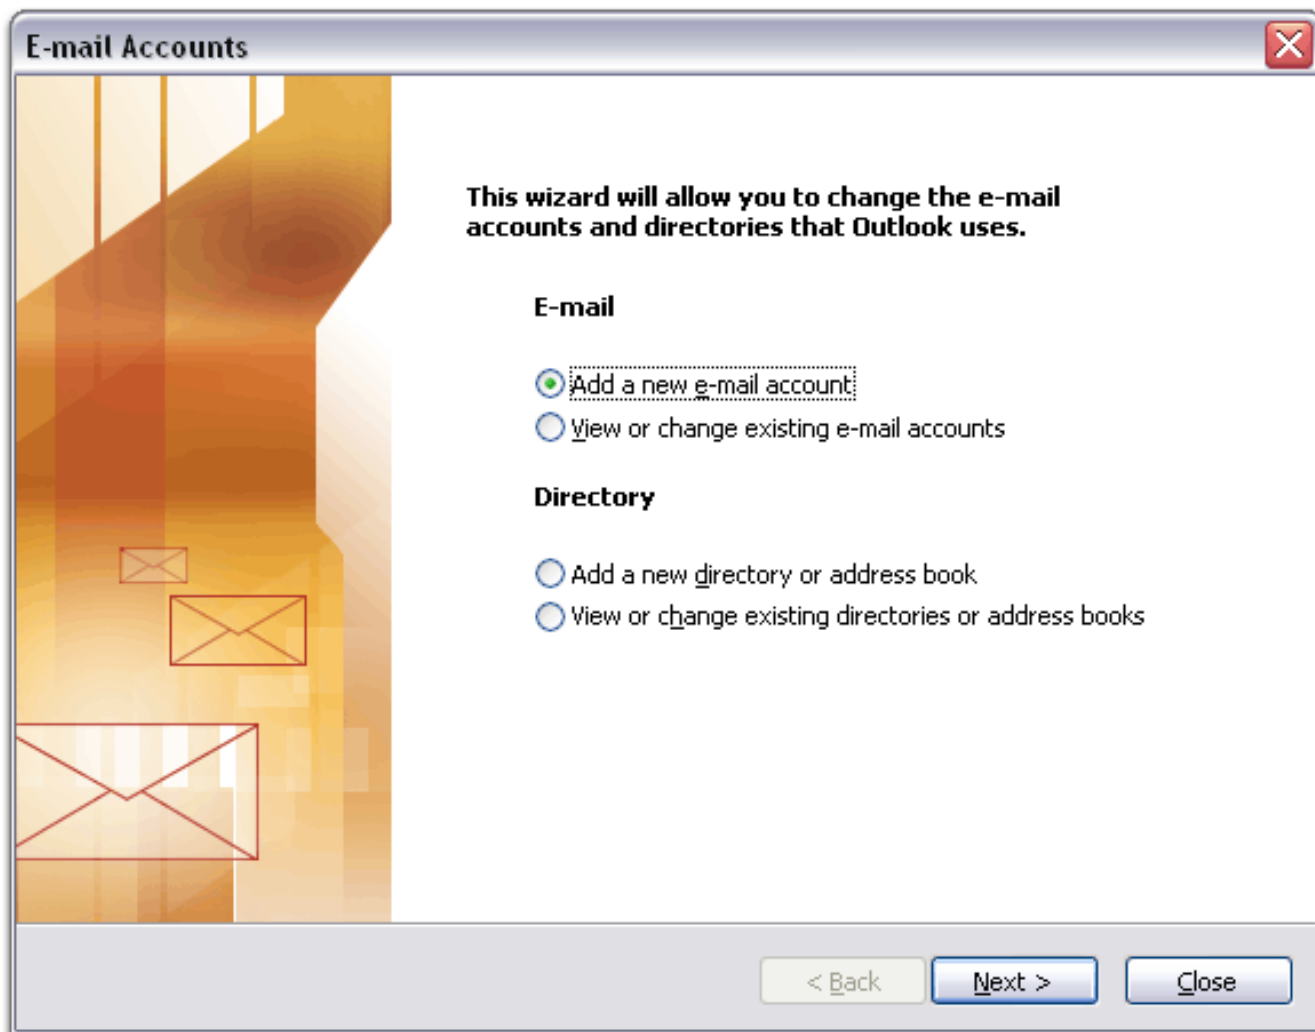 E-mail Accounts
This wizard will allow you to change the e-mail
accounts and directories that Outlook uses.
E-mail
Add a new e-mail account
View or change existing e-mail accounts
Directory
Add a new directory or address book
View or change existing directories or address books
< Back
Next >
Close